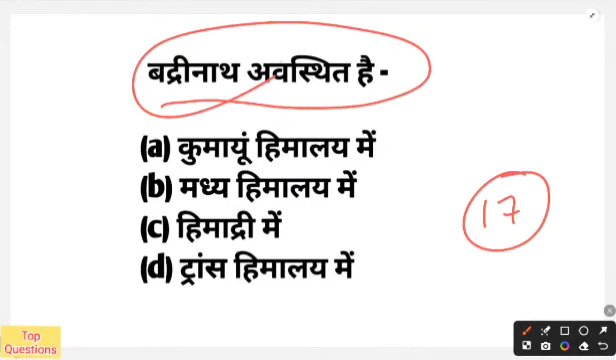 बद्रीनाथ अवस्थित है -
(a) कुमायूं हिमालय में
(b) मध्य हिमालय में
17
(c) हिमाद्री में
(d) ट्रांस हिमालय में
Top
Questions